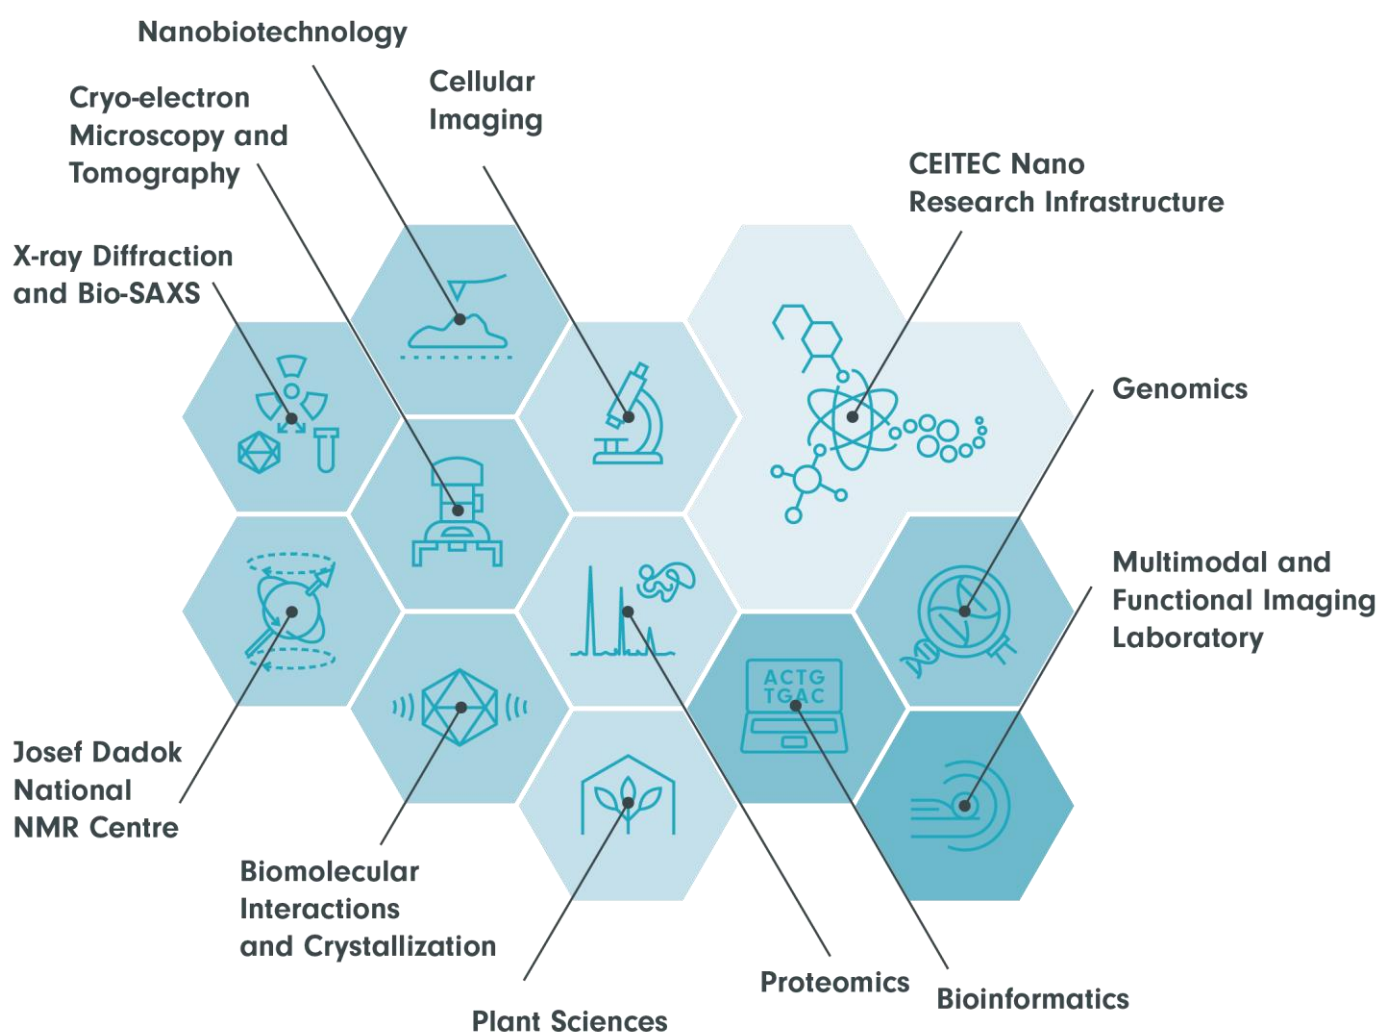 Nanobiotechnology
Cellular
Imaging
Cryo-electron
Microscopy and
Tomography
CEITEC Nano
Research Infrastructure
X-ray Diffraction
and Bio-SAXS
Genomics
Multimodal and
Functional Imaging
Laboratory
ACTG
TGAC
Josef Dadok
National
NMR Centre
Biomolecular
Interactions
and Crystallization
Proteomics
Bioinformatics
Plant Sciences